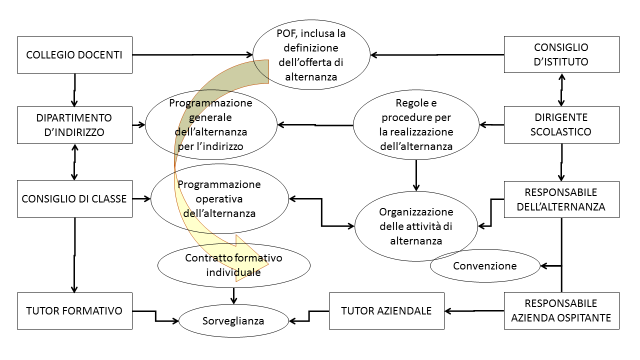 COLLEGIO DOCENTI
POF, inclusa la
definizione
dell'offerta di
alternanza
CONSIGLIO
D'ISTITUTO
DIPARTIMENTO
D'INDIRIZZO
Programmazione
generale
dell'alternanza
per l'indirizzo
Regole e
procedure per
la realizzazione
dell'alternanza
DIRIGENTE
SCOLASTICO
CONSIGLIO DI CLASSE
Programmazione
operativa
dell'alternanza
Organizzazione
delle attività di
alternanza
RESPONSABILE
DELL'ALTERNANZA
Contratto formativo
individuale
Convenzione
TUTOR FORMATIVO
Sorveglianza
TUTOR AZIENDALE
RESPONSABILE
AZIENDA OSPITANTE